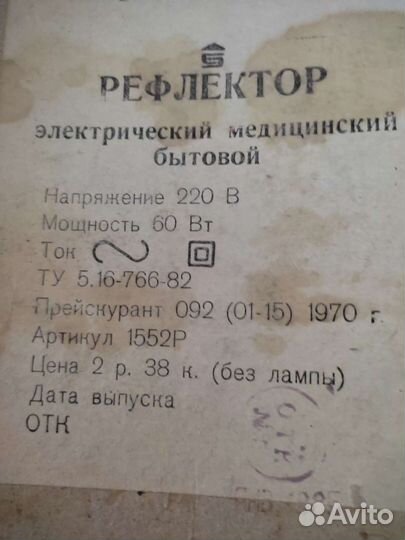 РЕФЛЕКТОР
электрический медицинский
бытовой
Напряжение 220 В
Мощность 60 Вт
Ток
ТУ 5.16-766-82
Прейскурант 092 (01-15) 1970 г.
Артикул 1552Р
Цена 2 р. 38 к. (без лампы)
Дата выпуска
ОТК
ОТК
Avito